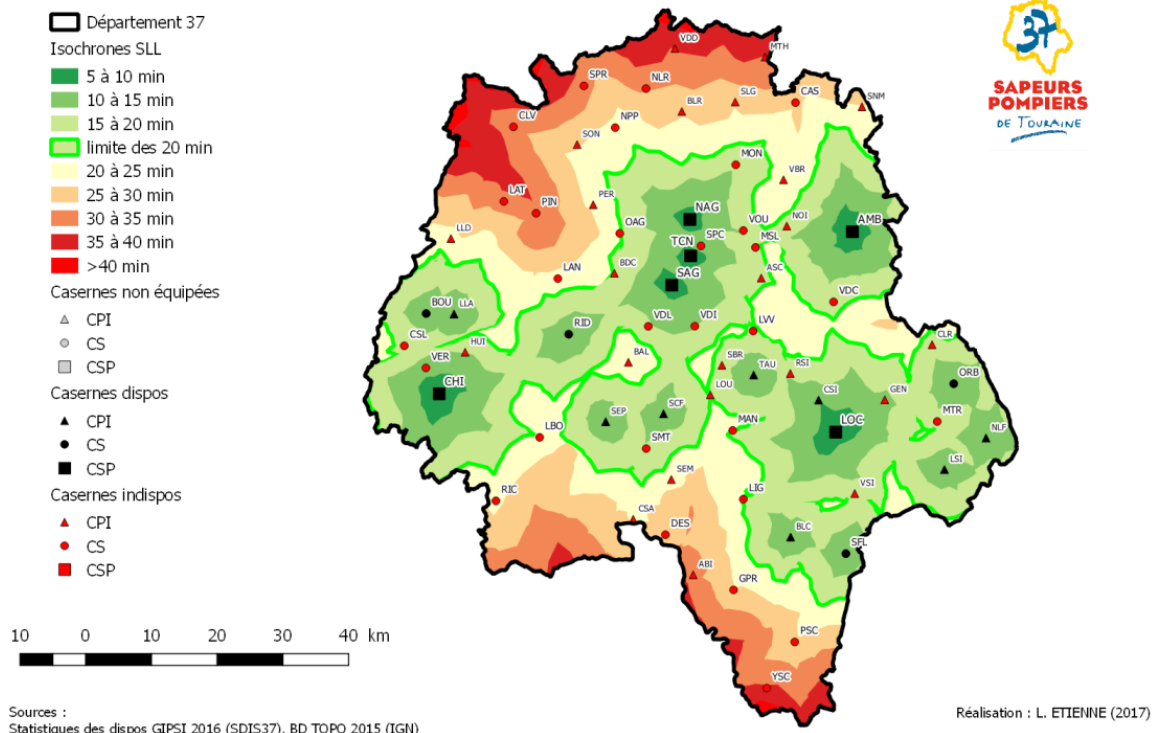 Département 37
Isochrones SLL
5 à 10 min
10 à 15 min
15 à 20 min
limite des 20 min
20 à 25 min
25 à 30 min
30 à 35 min
35 à 40 min
>40 min
Casernes non équipées
CPI
CS
CSP
Casernes dispos
CPI
CS
CSP
Casernes indispos
CPI
CS
CSP
10 0 10 20 30 40 km
Sources :
Statistiques des dispos GIPSI 2016 (SDIS37), BD TOPO 2015 (IGN)
37
SAPEURS
POMPIERS
DE TOURAINE
VDD
MTH
SPR
NLR
SLG
CAS
SNM
BLR
CLV
NPP
SON
MON
VBR
LAT
PIN
PER
NAG
OAG
VOU
NOI
AMB
LLD
TCN
SPC
MSL
SAG
BDC
ASC
LAN
BOU
LLA
VDC
RID
VDL
VDI
LVV
CSL
HUI
CLR
VER
BAL
SBR
TAU
RSI
ORB
CHI
LOU
CSI
GEN
SEP
SCF
LOC
MTR
NLF
LBO
MAN
SMT
LSI
SEM
RIC
LIG
VSI
CSA
DES
BLC
SFL
ABI
GPR
PSC
YSC
Réalisation : L. ETIENNE (2017)